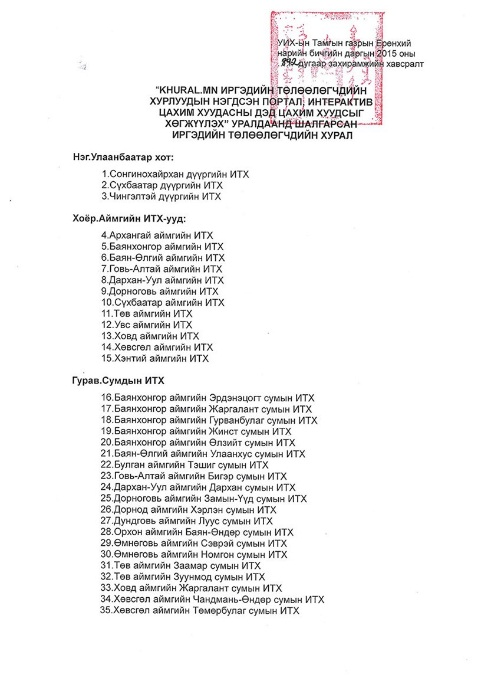 УИХ-ын Тамгын газрын Ерөнхий
нарийн бичгийн даргын 2015 оны
дугаар захирамжийн хавсралт
"KHURAL.MN ИРГЭДИЙН ТӨЛӨӨЛӨГЧДИЙН
ХУРЛУУДЫН НЭГДСЭН ПОРТАЛ, ИНТЕРАКТИВ
ЦАХИМ ХУУДАСНЫ ДЭД ЦАХИМ ХУУДСЫГ
ХӨГЖҮҮЛЭХ" УРАЛДААНД ШАЛГАРСАН
ИРГЭДИЙН ТӨЛӨӨЛӨГЧДИЙН ХУРАЛ
Нэг.Улаанбаатар хот:
1.Сонгинохайрхан дүүргийн ИТХ
2.Сүхбаатар дүүргийн ИТХ
3.Чингэлтэй дүүргийн ИТХ
Хоёр.Аймгийн ИТХ-ууд:
4.Архангай аймгийн ИТХ
5.Баянхонгор аймгийн ИТХ
6.Баян-Өлгий аймгийн ИТХ
7.Говь-Алтай аймгийн ИТХ
8.Дархан-Уул аймгийн ИТХ
9.Дорноговь аймгийн ИТХ
10.Сүхбаатар аймгийн ИТХ
11.Төв аймгийн ИТХ
12.Увс аймгийн ИТХ
13.Ховд аймгийн ИТХ
14.Хөвсгөл аймгийн ИТХ
15.Хэнтий аймгийн ИТХ
Гурав.Сумдын ИТХ
16.Баянхонгор аймгийн Эрдэнэцогт сумын ИТХ
17.Баянхонгор аймгийн Жаргалант сумын ИТХ
18.Баянхонгор аймгийн Гурванбулаг сумын ИТХ
19.Баянхонгор аймгийн Жинст сумын ИТХ
20.Баянхонгор аймгийн Өлзийт сумын ИТХ
21.Баян-Өлгий аймгийн Улаанхус сумын ИТХ
22.Булган аймгийн Тэшиг сумын ИТХ
23.Говь-Алтай аймгийн Бигэр сумын ИТХ
24.Дархан-Уул аймгийн Дархан сумын ИТХ
25.Дорноговь аймгийн Замын-Үүд сумын ИТХ
26.Дорнод аймгийн Хэрлэн сумын ИТХ
27.Дундговь аймгийн Луус сумын ИТХ
28.Орхон аймгийн Баян-Өндөр сумын ИТХ
29.Өмнөговь аймгийн Сэврэй сумын ИТХ
30.Өмнөговь аймгийн Номгон сумын ИТХ
31.Төв аймгийн Заамар сумын ИТХ
32.Төв аймгийн Зуунмод сумын ИТХ
33.Ховд аймгийн Жаргалант сумын ИТХ
34.Хөвсгөл аймгийн Чандмань-Өндөр сумын ИТХ
35.Хөвсгөл аймгийн Төмөрбулаг сумын ИТХ